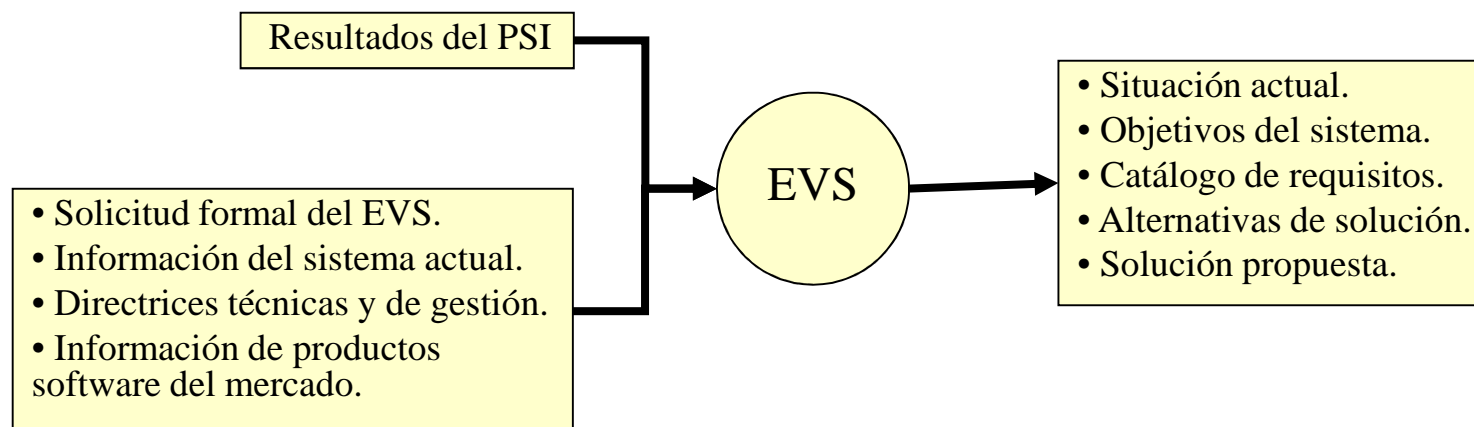 Resultados del PSI
• Solicitud formal del EVS.
• Información del sistema actual.
• Directrices técnicas y de gestión.
• Información de productos
software del mercado.
EVS
• Situación actual.
• Objetivos del sistema.
• Catálogo de requisitos.
• Alternativas de solución.
• Solución propuesta.